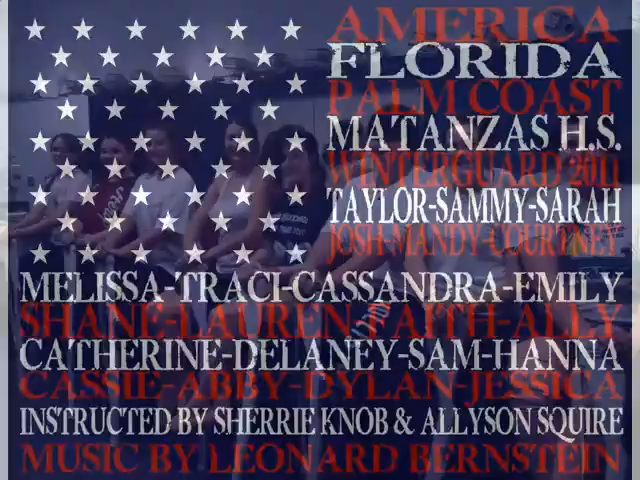 AMERICA
FLORIDA
PALM COAST
MATANZAS H.S.
WINTERGUARD 2011
TAYLOR-SAMMY-SARAH
JOSH-MANDY-COURTNEY
MELISSA-TRACI-CASSANDRA-EMILY
SHANE-LAUREN-FAITH-ALLY
CATHERINE-DELANEY-SAM-HANNA
CASSIE-ABBY-DYLAN-JESSICA
INSTRUCTED BY SHERRIE KNOB & ALLYSON SQUIRE
MUSIC BY LEONARD BERNSTEIN